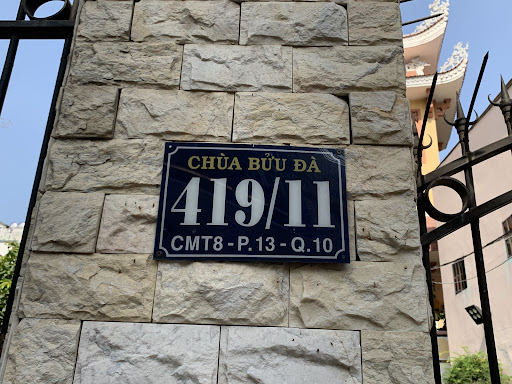 CHÙA BỬU ĐÀ
419/11
CMT8 - P.13 - Q.10